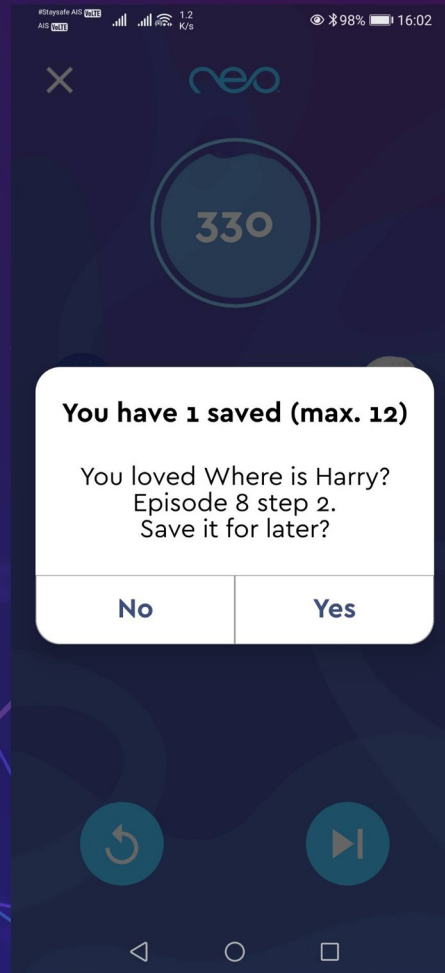 #Staysafe AIS VoLTE
AIS VoLTE
1.2
K/s
98% 16:02
neo
330
You have 1 saved (max. 12)
You loved Where is Harry?
Episode 8 step 2.
Save it for later?
No Yes